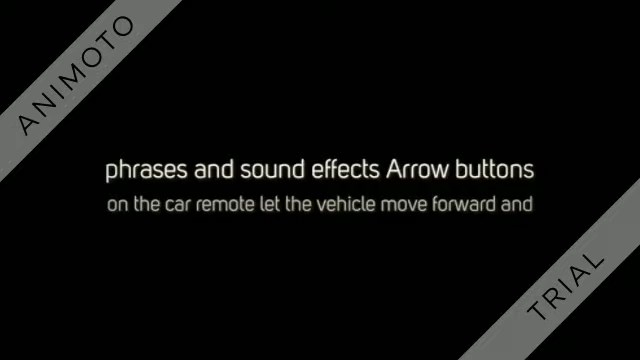 ANIMOTO
phrases and sound effects Arrow buttons
on the car remote let the vehicle move forward and
TRIAL